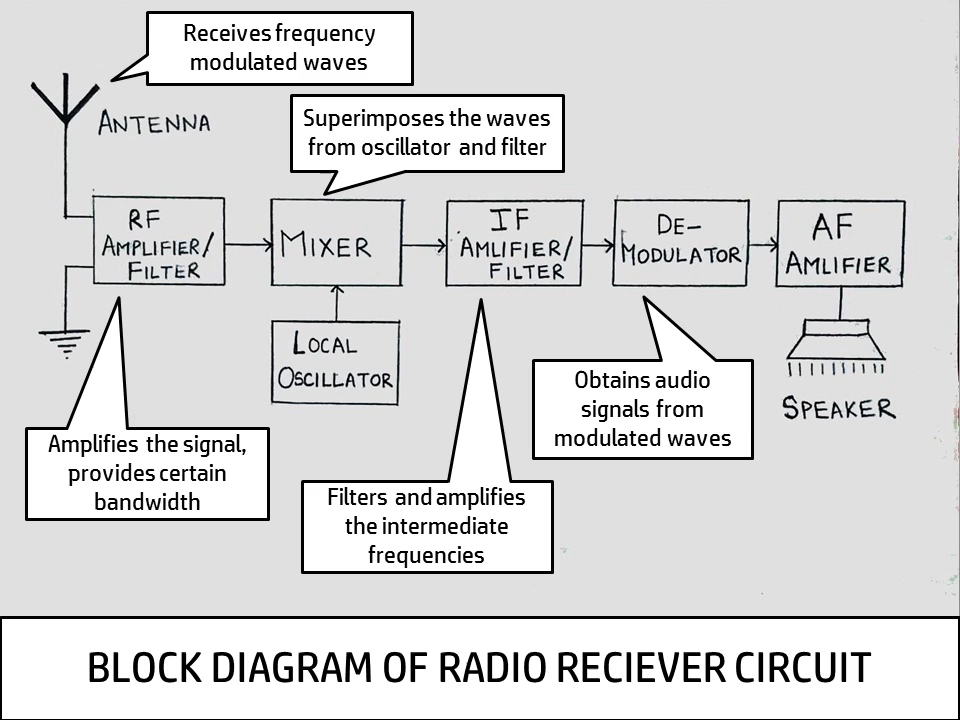 Receives frequency
modulated waves
ANTENNA
Superimposes the waves
from oscillator and filter
RF
AMPLIFIER/
FILTER
MIXER
IF
AMLIFIER/
FILTER
DE-
MODULATOR
AF
AMLIFIER
LOCAL
OSCILLATOR
SPEAKER
Amplifies the signal,
provides certain
bandwidth
Filters and amplifies
the intermediate
frequencies
Obtains audio
signals from
modulated waves
BLOCK DIAGRAM OF RADIO RECIEVER CIRCUIT